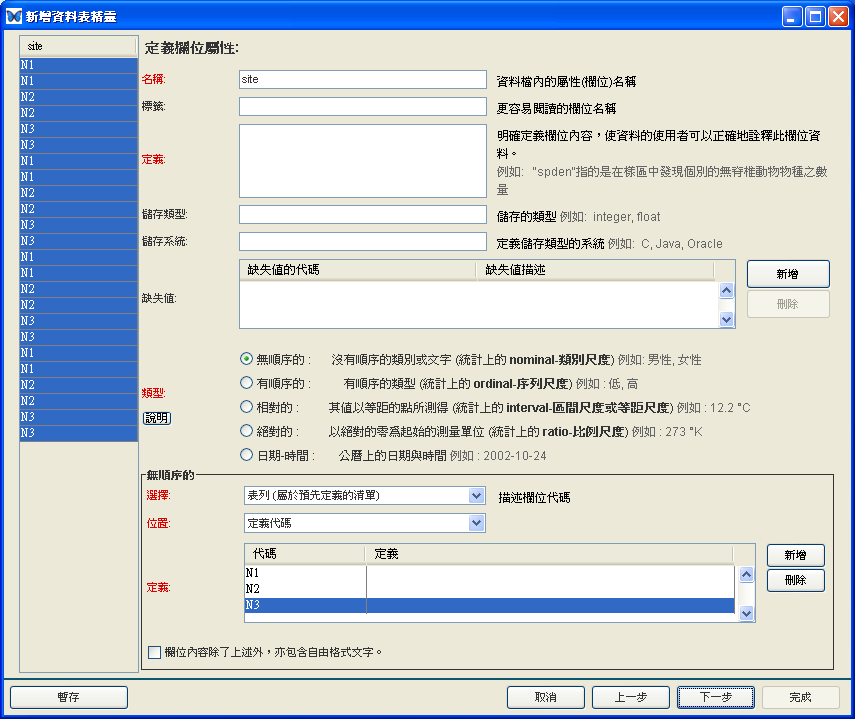 新增資料表精靈
site
N1
N1
N2
N2
N3
N3
N1
N1
N2
N2
N3
N3
N1
N1
N2
N2
N3
N3
N1
N1
N2
N2
N3
N3
定義欄位屬性:
名稱: site 資料檔內的屬性(欄位)名稱
標籤: 更容易閱讀的欄位名稱
定義: 明確定義欄位內容，使資料的使用者可以正確地詮釋此欄位資
料。
例如: "spden"指的是在樣區中發現個別的無脊椎動物物種之數
量
儲存類型: 儲存的類型 例如: integer, float
儲存系統: 定義儲存類型的系統 例如: C, Java, Oracle
缺失值: 缺失值的代碼 缺失值描述 新增
刪除
類型:
說明
無順序的 : 沒有順序的類別或文字 (統計上的 nominal-類別尺度) 例如: 男性, 女性
有順序的 : 有順序的類型 (統計上的 ordinal-序列尺度) 例如 : 低, 高
相對的 : 其值以等距的點所測得 (統計上的 interval-區間尺度或等距尺度) 例如 : 12.2 °C
絕對的 : 以絕對的零為起始的測量單位 (統計上的 ratio-比例尺度) 例如 : 273 °K
日期-時間 : 公曆上的日期與時間 例如 : 2002-10-24
無順序的
選擇: 表列 (屬於預先定義的清單) 描述欄位代碼
位置: 定義代碼
定義: 代碼 定義 新增
N1 刪除
N2
N3
欄位內容除了上述外，亦包含自由格式文字。
暫存 取消 上一步 下一步 完成